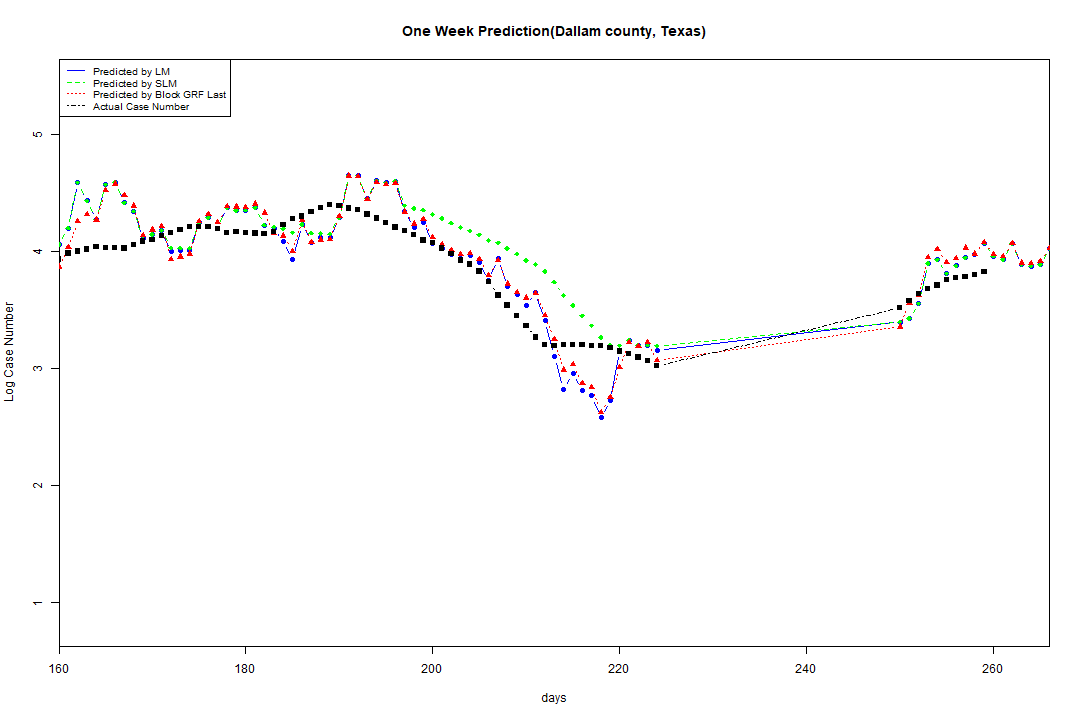 One Week Prediction(Dallam county, Texas)
Predicted by LM
Predicted by SLM
Predicted by Block GRF Last
Actual Case Number
5
4
3
2
1
Log Case Number
160 180 200 220 240 260
days